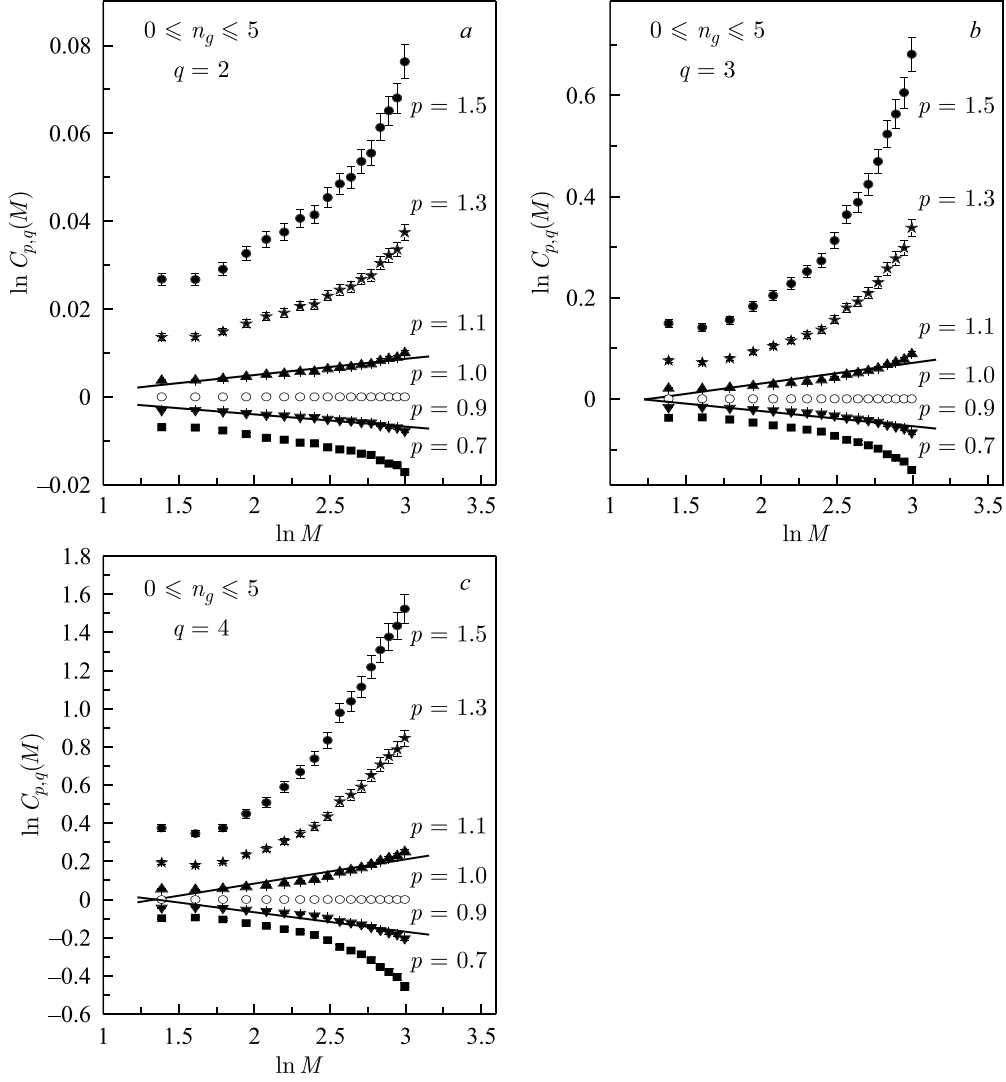 0 ⩽ n_g ⩽ 5
a
q = 2
p = 1.5
p = 1.3
p = 1.1
p = 1.0
p = 0.9
p = 0.7
0.08
0.06
0.04
0.02
0
–0.02
ln C_{p,q}(M)
1 1.5 2 2.5 3 3.5
ln M
0 ⩽ n_g ⩽ 5
b
q = 3
p = 1.5
p = 1.3
p = 1.1
p = 1.0
p = 0.9
p = 0.7
0.6
0.4
0.2
0
ln C_{p,q}(M)
1 1.5 2 2.5 3 3.5
ln M
0 ⩽ n_g ⩽ 5
c
q = 4
p = 1.5
p = 1.3
p = 1.1
p = 1.0
p = 0.9
p = 0.7
1.8
1.6
1.4
1.2
1.0
0.8
0.6
0.4
0.2
0
–0.2
–0.4
–0.6
ln C_{p,q}(M)
1 1.5 2 2.5 3 3.5
ln M